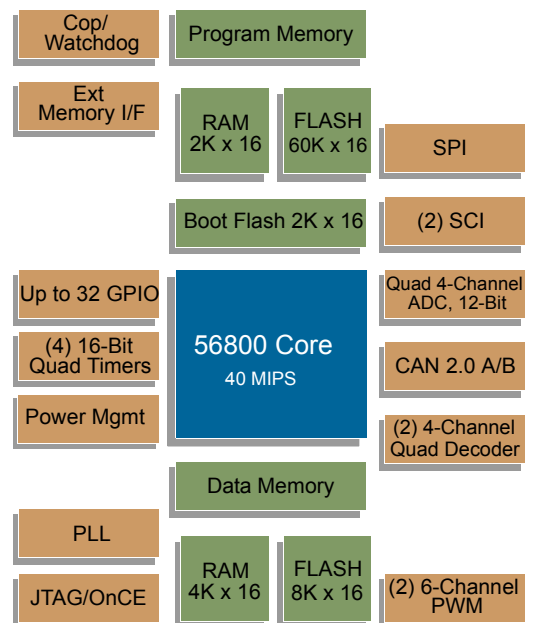 Cop/
Watchdog
Program Memory
Ext
Memory I/F
RAM
2K x 16
FLASH
60K x 16
SPI
Boot Flash 2K x 16
(2) SCI
Up to 32 GPIO
56800 Core
40 MIPS
Quad 4-Channel
ADC, 12-Bit
(4) 16-Bit
Quad Timers
CAN 2.0 A/B
Power Mgmt
(2) 4-Channel
Quad Decoder
Data Memory
PLL
RAM
4K x 16
FLASH
8K x 16
JTAG/OnCE
(2) 6-Channel
PWM